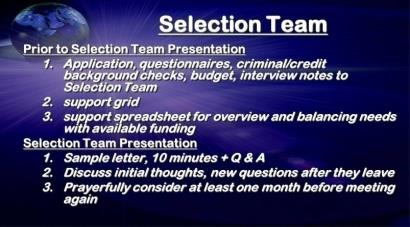 Selection Team
Prior to Selection Team Presentation
1. Application, questionnaires, criminal/credit
background checks, budget, interview notes to
Selection Team
2. support grid
3. support spreadsheet for overview and balancing needs
with available funding
Selection Team Presentation
1. Sample letter, 10 minutes + Q & A
2. Discuss initial thoughts, new questions after they leave
3. Prayerfully consider at least one month before meeting
again